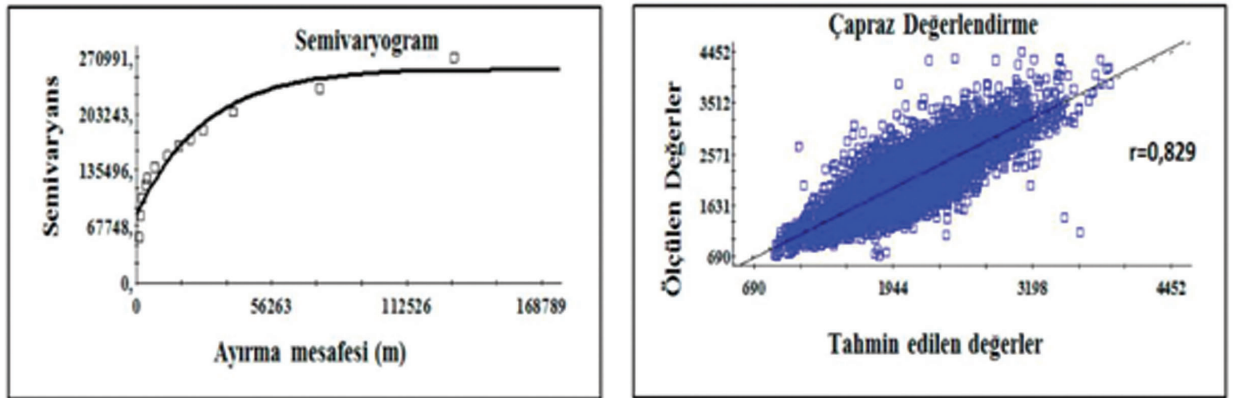 Semivaryogram
Semivaryans
270991,
203243,
135496,
67748,
0,
0 56263 112526 168789
Ayırma mesafesi (m)
Çapraz Değerlendirme
Ölçülen Değerler
4452
3512
2571
1631
690
r=0,829
690 1944 3198 4452
Tahmin edilen değerler